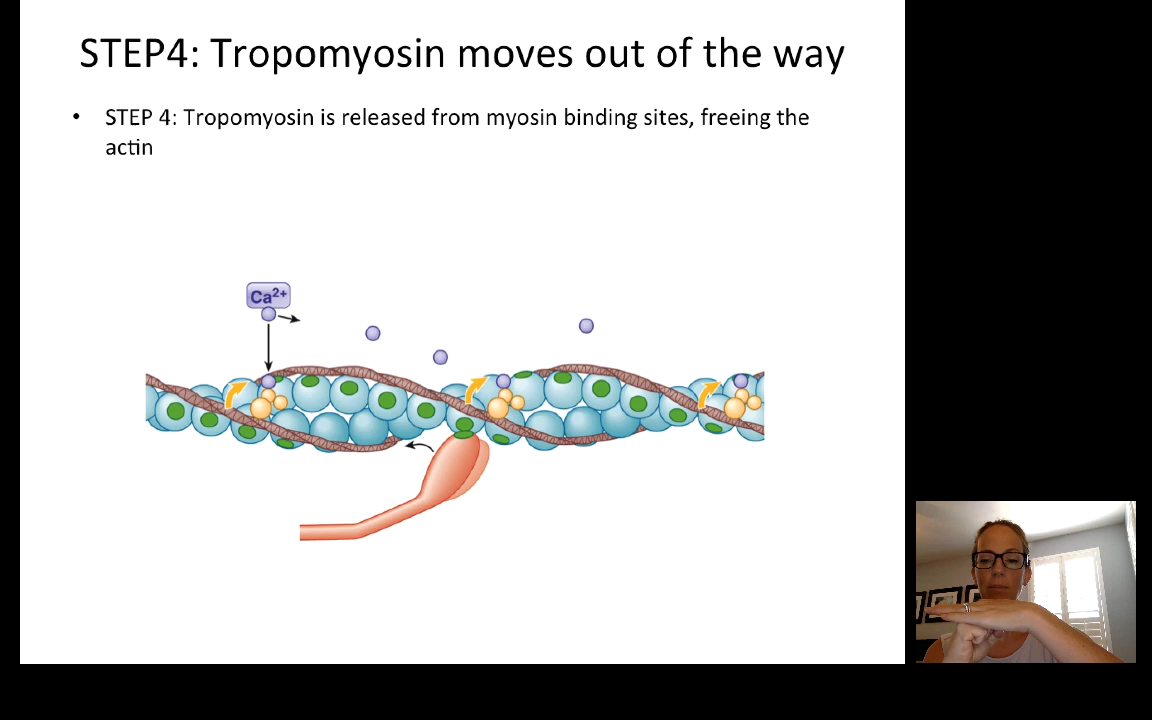 STEP4: Tropomyosin moves out of the way
• STEP 4: Tropomyosin is released from myosin binding sites, freeing the
actin
Ca²⁺